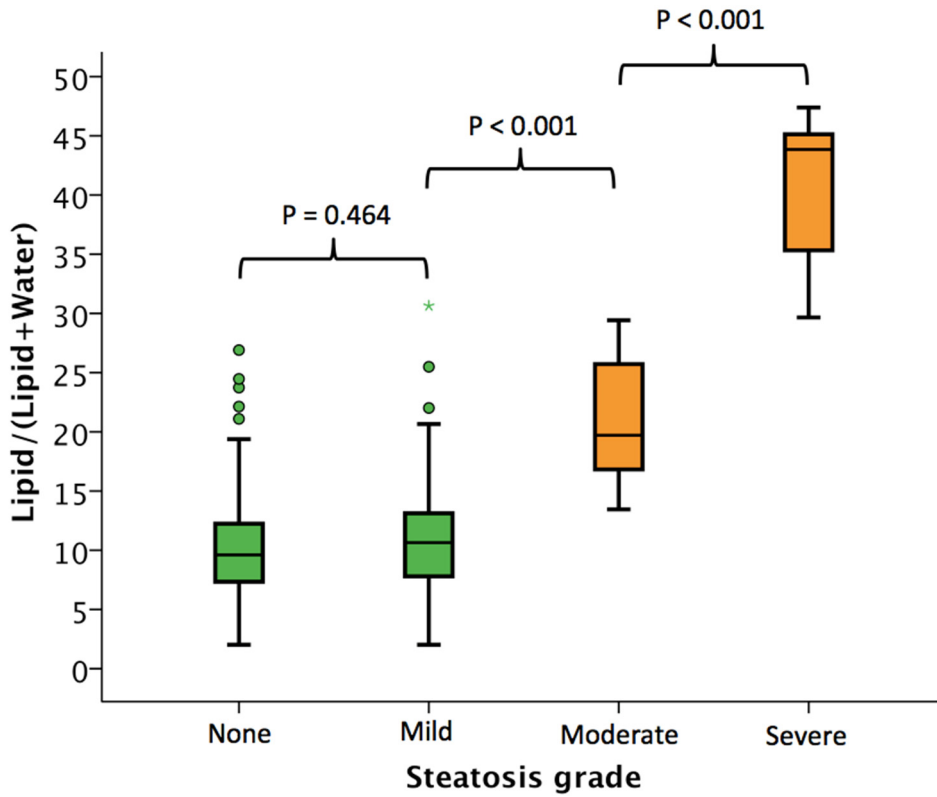 P < 0.001
P < 0.001
P = 0.464
Lipid/(Lipid+Water)
50
45
40
35
30
25
20
15
10
5
0
None
Mild
Moderate
Severe
Steatosis grade